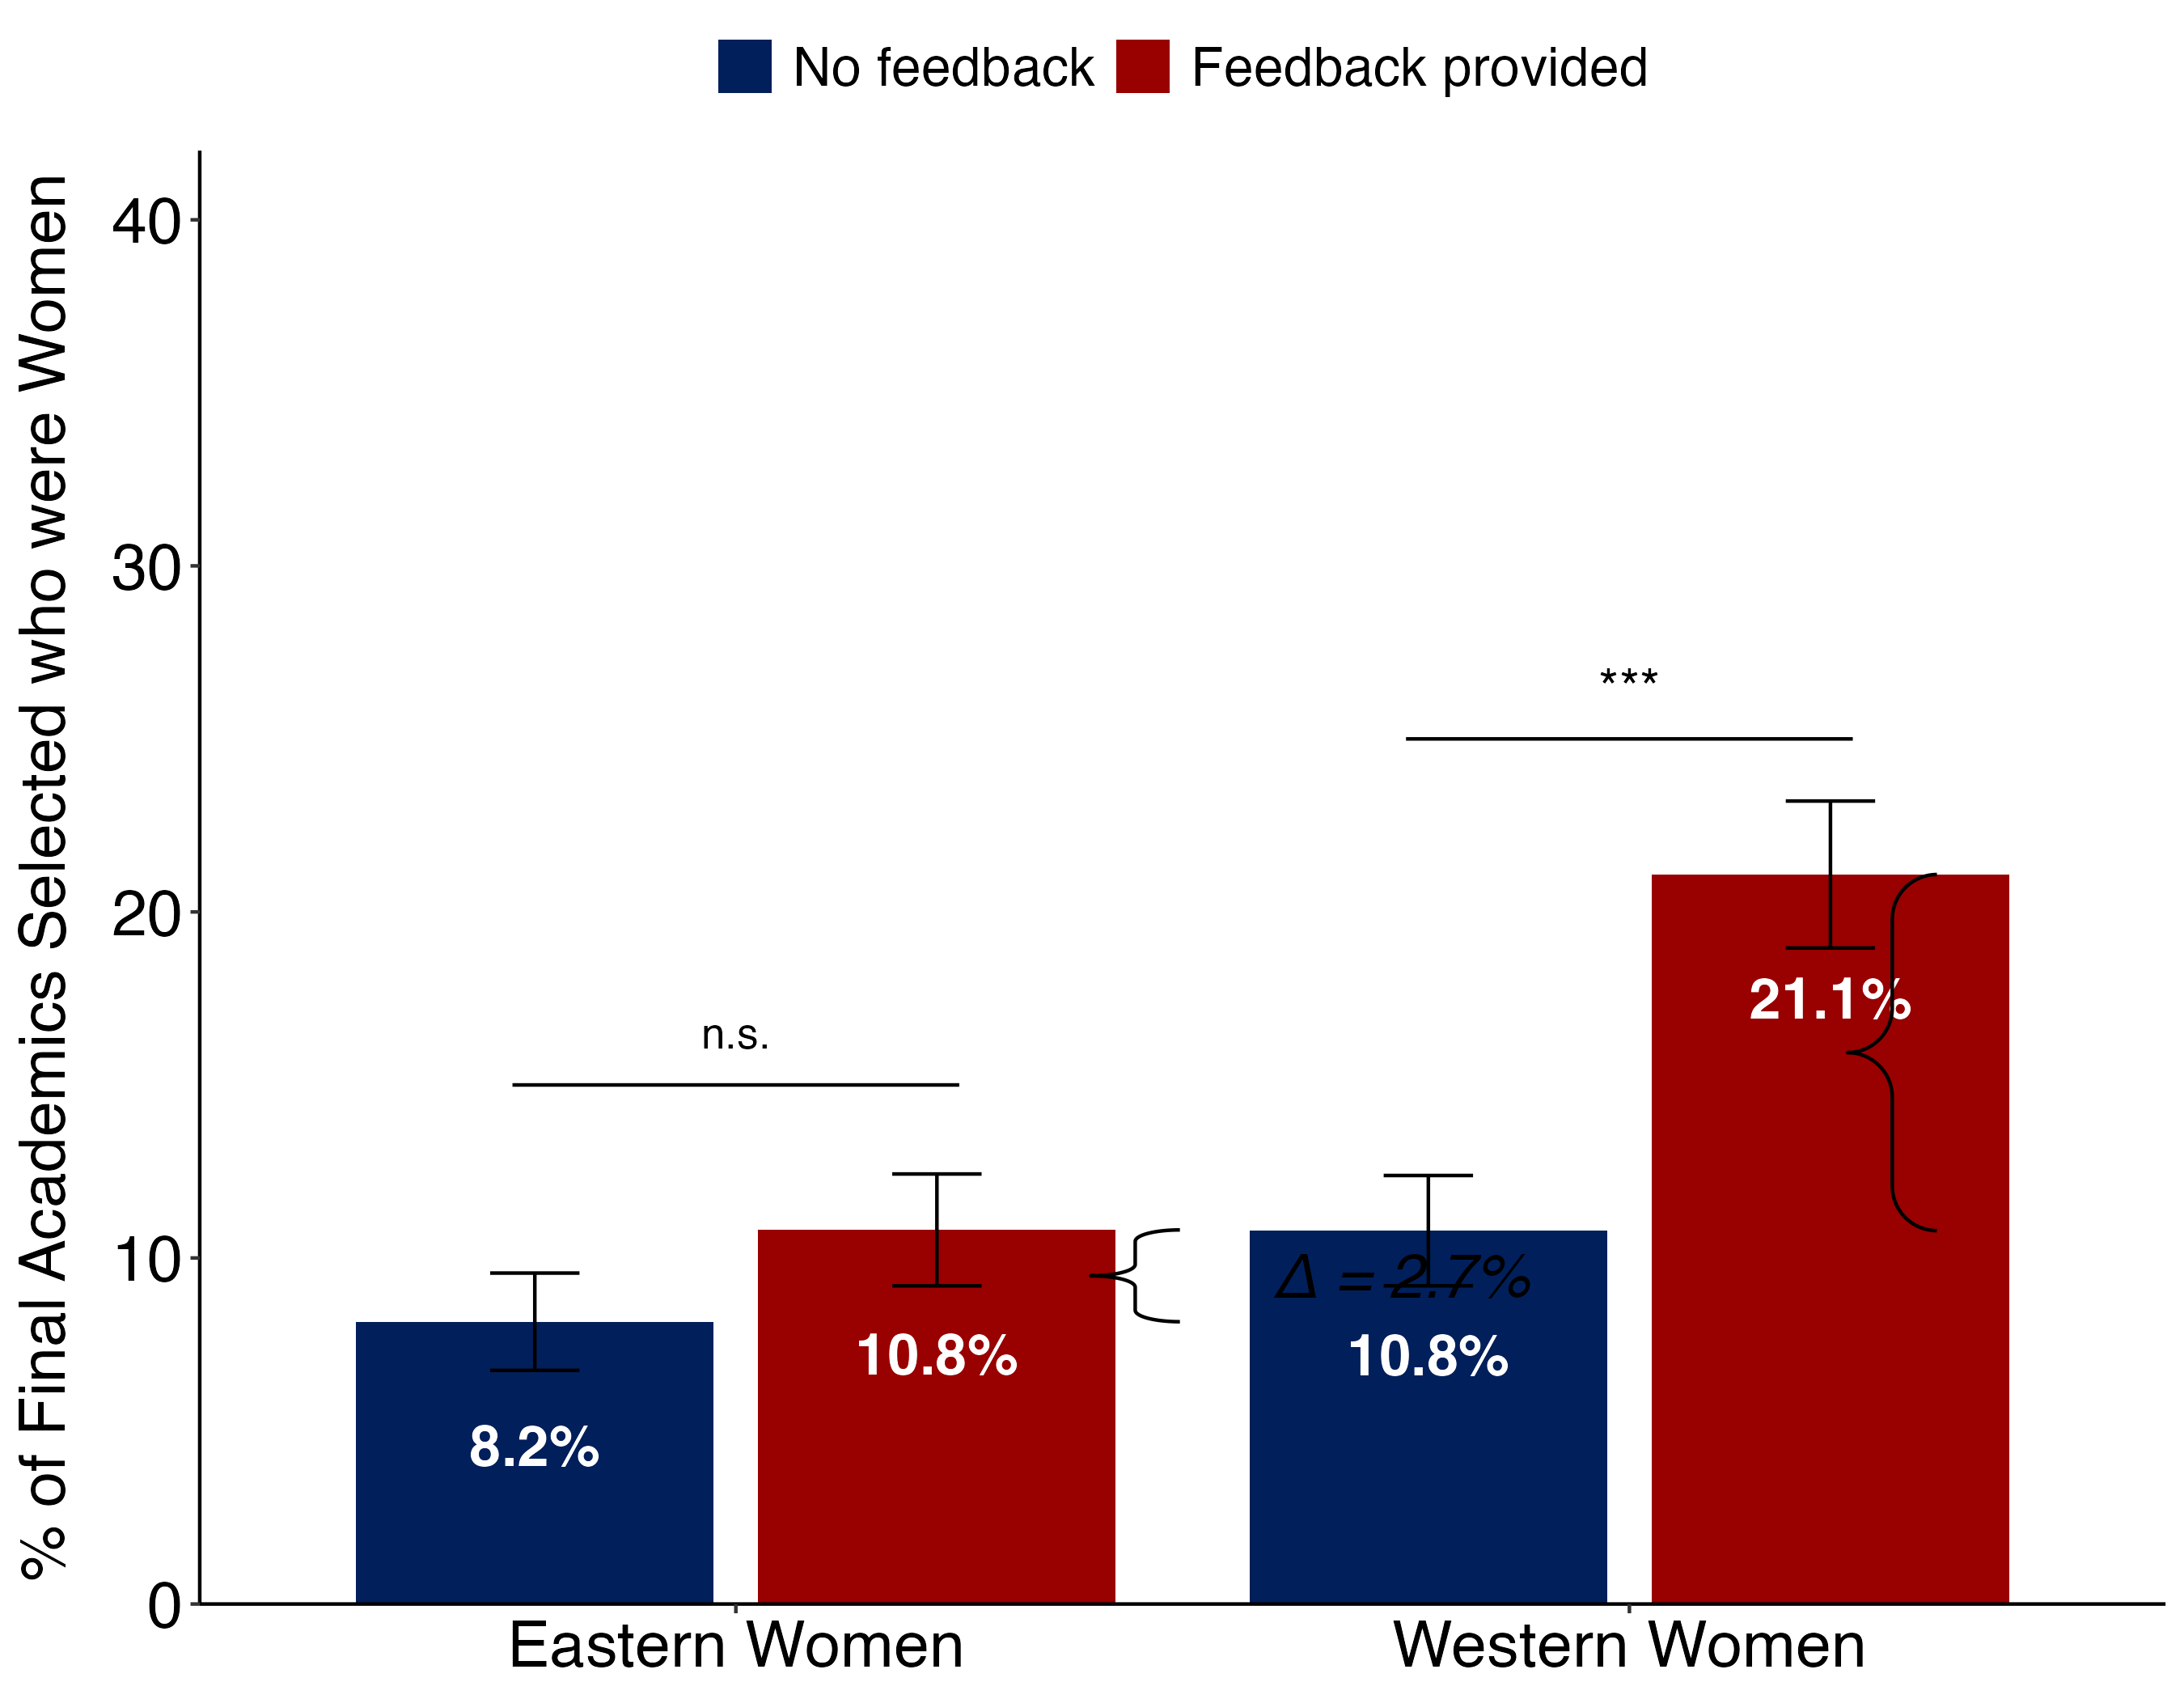 No feedback Feedback provided
% of Final Academics Selected who were Women
40
30
20
10
0
***
n.s.
21.1%
Δ = 2.7%
10.8%
10.8%
8.2%
Eastern Women
Western Women